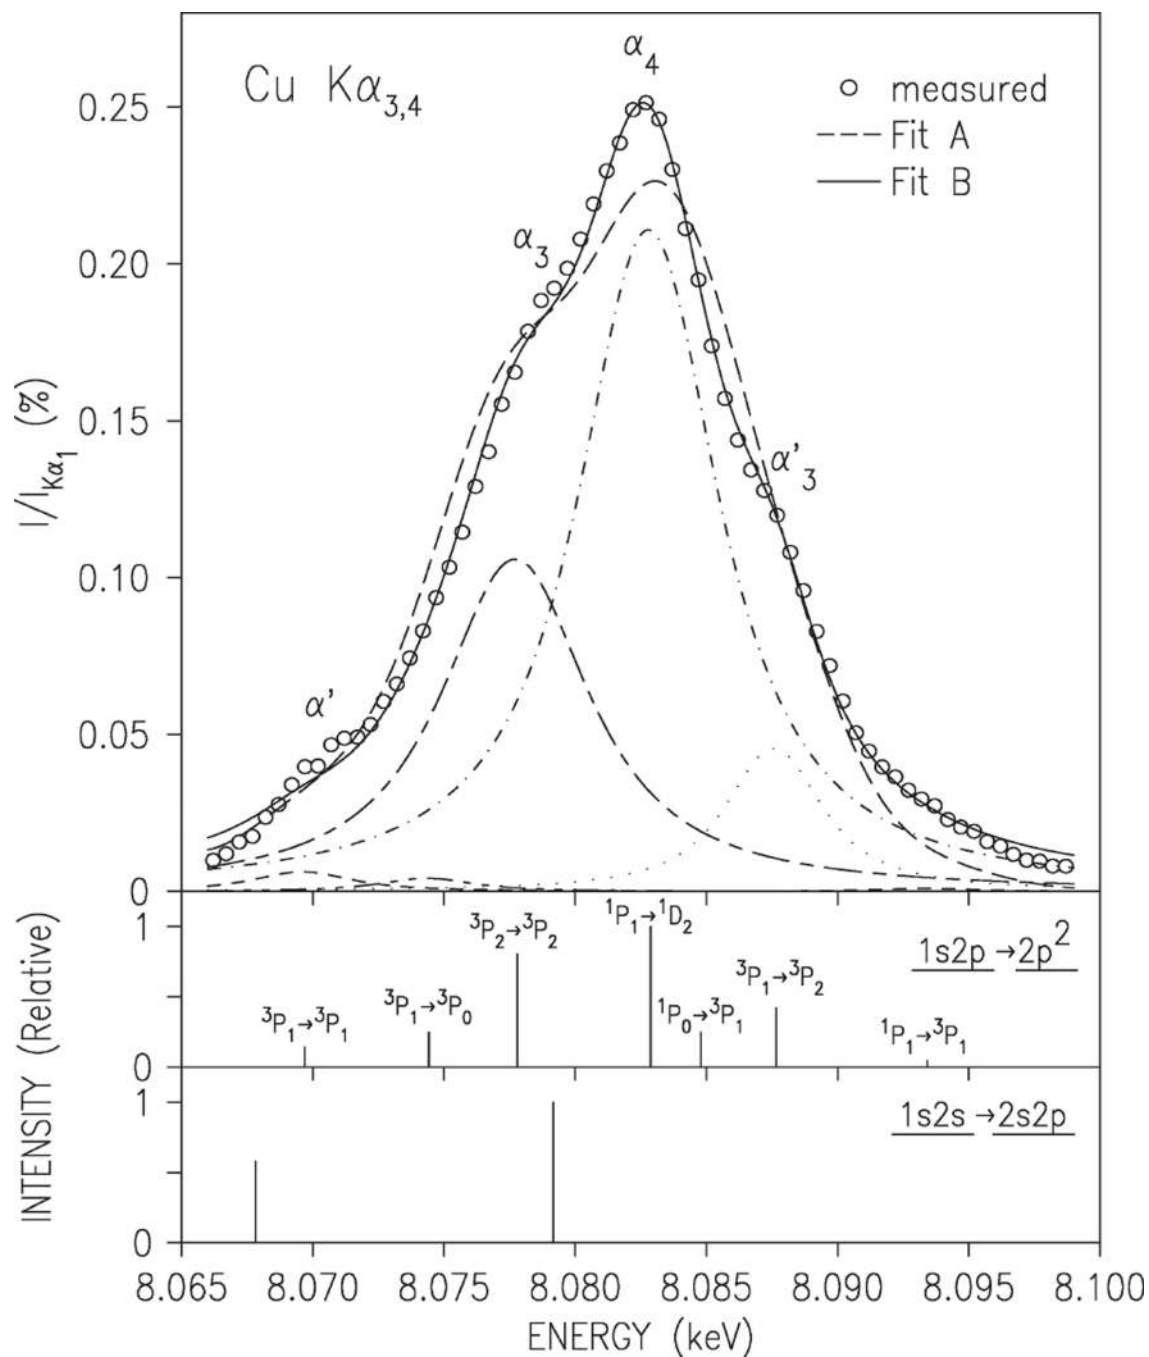 Cu Kα₃,₄
α₄
measured
Fit A
Fit B
α₃
α'₃
α'
I/I_Kα₁ (%)
0.25
0.20
0.15
0.10
0.05
0
INTENSITY (Relative)
1
0
³P₁→³P₁
³P₁→³P₀
³P₂→³P₂
¹P₁→¹D₂
¹P₀→³P₁
³P₁→³P₂
¹P₁→³P₁
1s2p→2p²
1
0
1s2s→2s2p
8.065 8.070 8.075 8.080 8.085 8.090 8.095 8.100
ENERGY (keV)